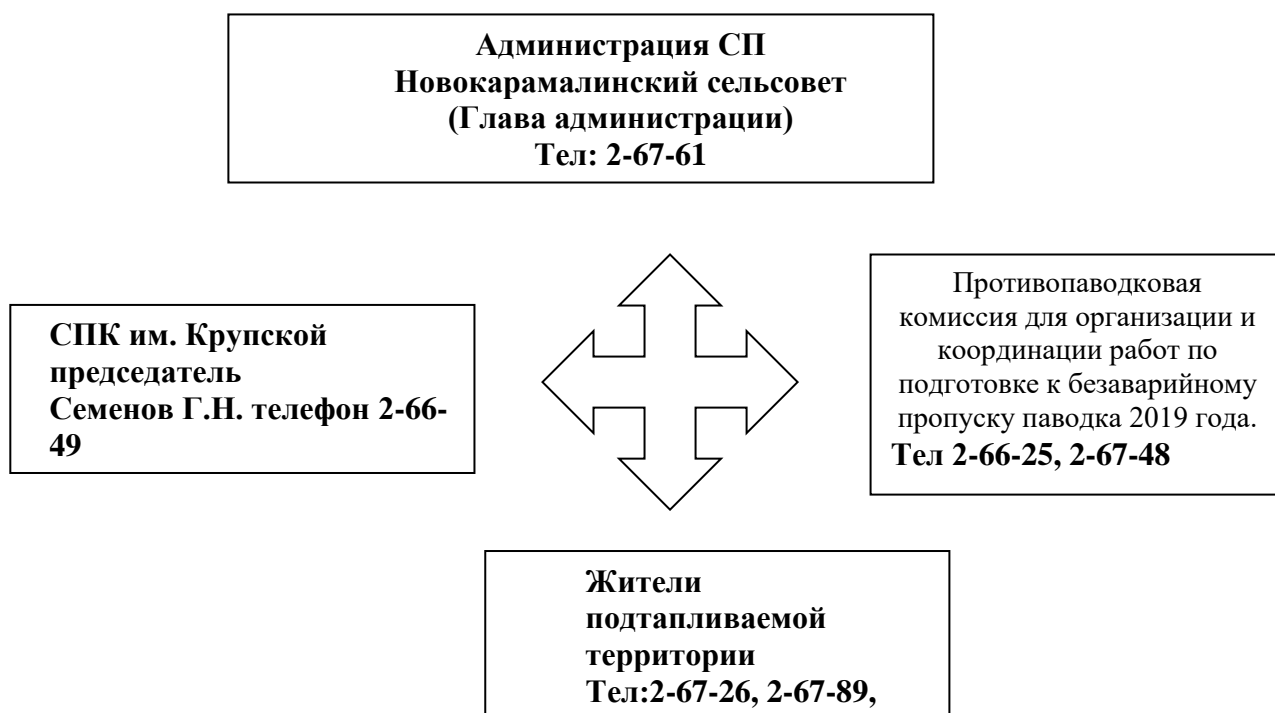 Администрация СП
Новокарамалинский сельсовет
(Глава администрации)
Тел: 2-67-61
СПК им. Крупской
председатель
Семенов Г.Н. телефон 2-66-
49
Противопаводковая
комиссия для организации и
координации работ по
подготовке к безаварийному
пропуску паводка 2019 года.
Тел 2-66-25, 2-67-48
Жители
подтапливаемой
территории
Тел:2-67-26, 2-67-89,